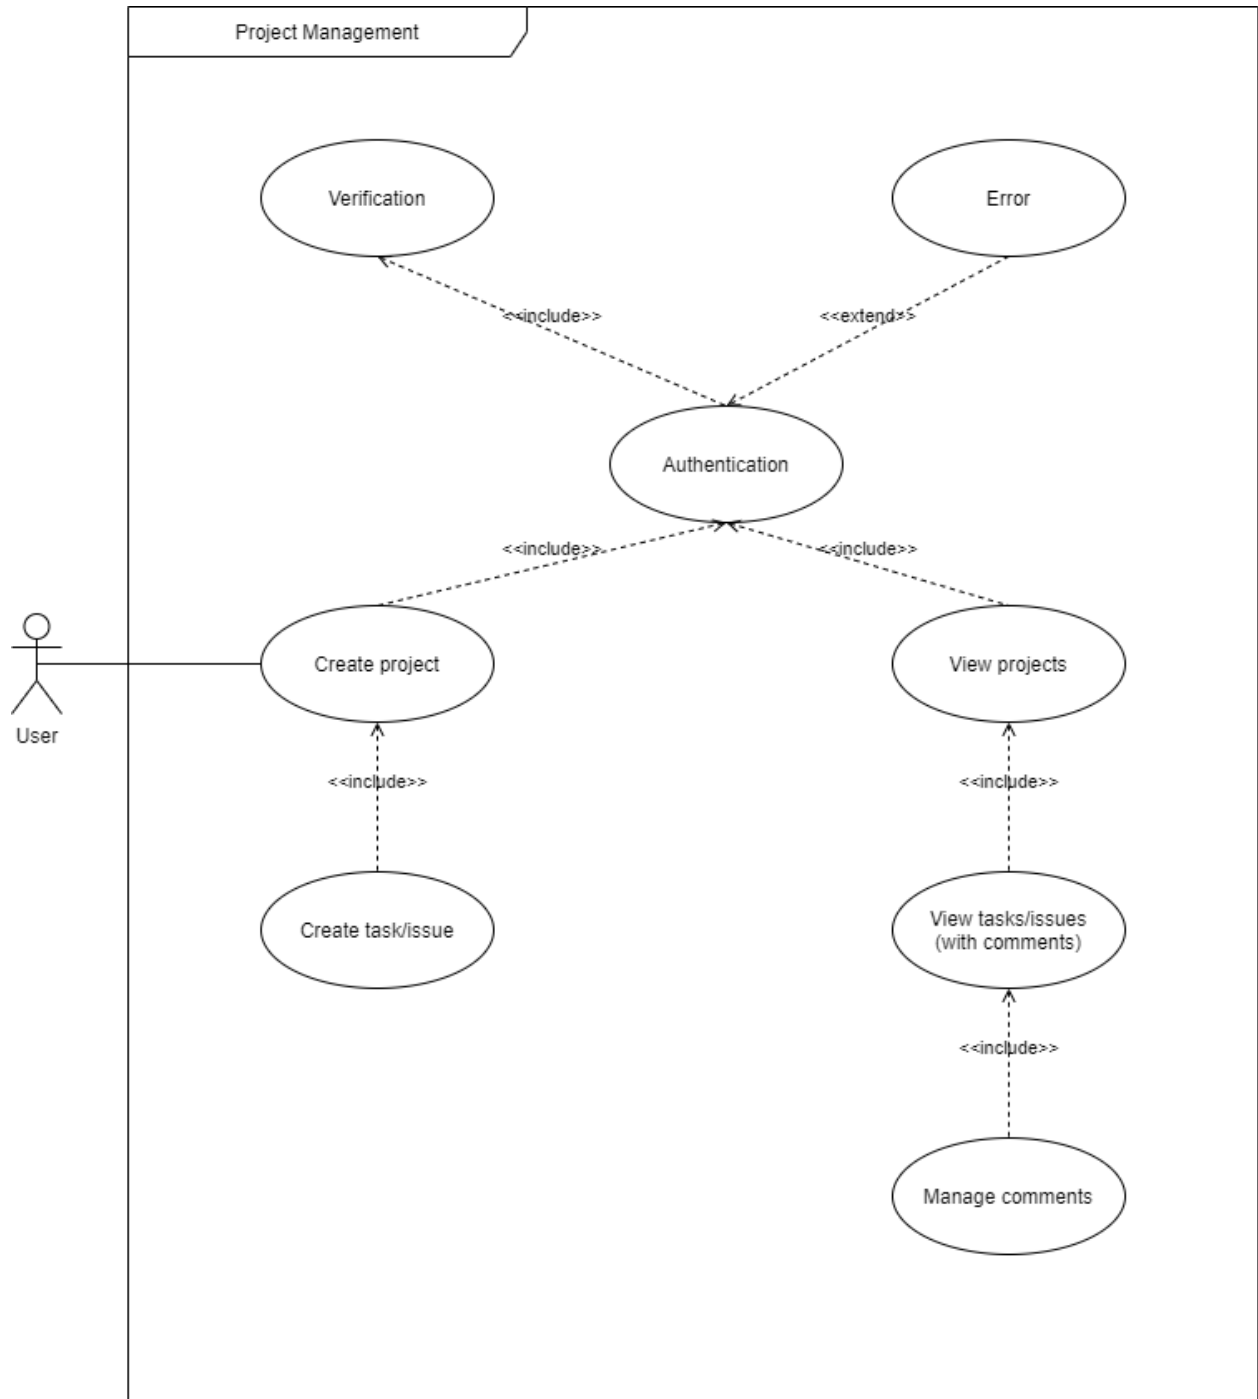 Project Management
Verification
Error
<<include>>
<<extend>>
Authentication
<<include>>
<<include>>
Create project
View projects
User
<<include>>
<<include>>
Create task/issue
View tasks/issues
(with comments)
<<include>>
Manage comments